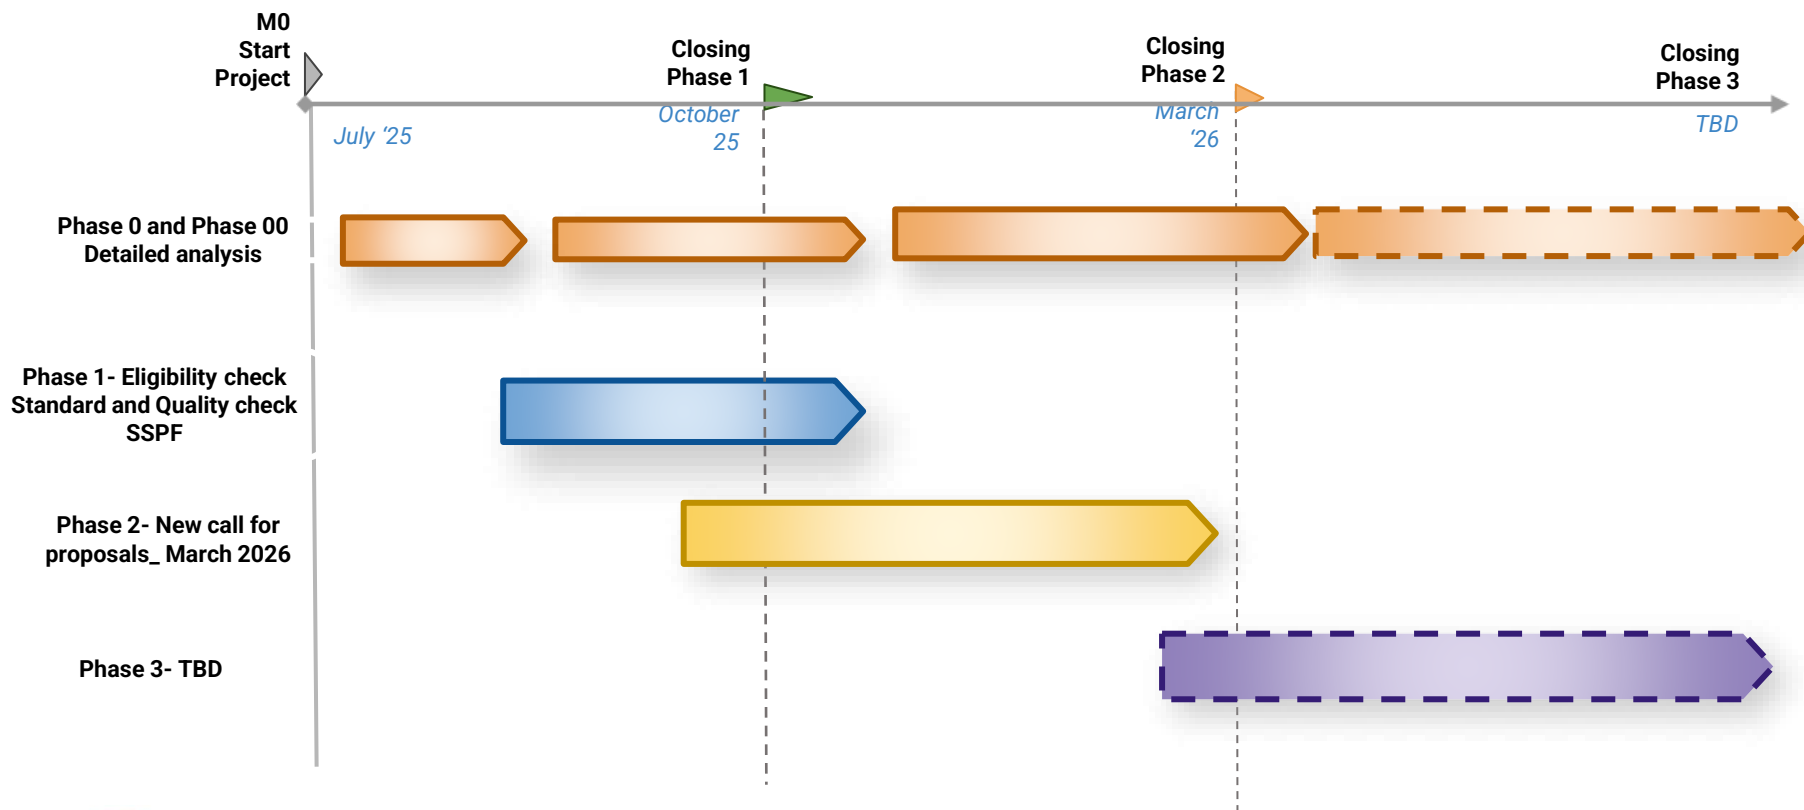 M0
Start
Project
Closing
Phase 1
Closing
Phase 2
Closing
Phase 3
July ‘25
October
25
March
‘26
TBD
Phase 0 and Phase 00
Detailed analysis
Phase 1- Eligibility check
Standard and Quality check
SSPF
Phase 2- New call for
proposals_ March 2026
Phase 3- TBD